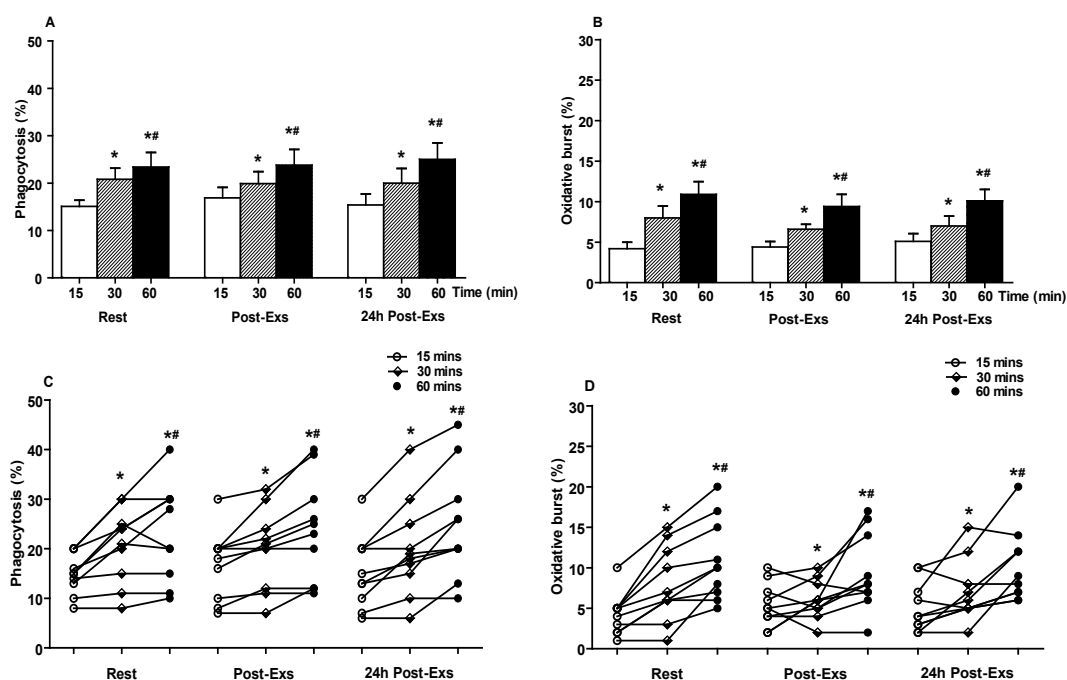 A
Phagocytosis (%)
50
40
30
20
10
0
*
*#
*
*#
*
*#
15 30 60 15 30 60 15 30 60 Time (min)
Rest Post-Exs 24h Post-Exs
B
Oxidative burst (%)
30
25
20
15
10
5
0
*
*#
*
*#
*
*#
15 30 60 15 30 60 15 30 60 Time (min)
Rest Post-Exs 24h Post-Exs
C
15 mins
30 mins
60 mins
Phagocytosis (%)
50
40
30
20
10
0
*
*#
*
*#
*
*#
Rest Post-Exs 24h Post-Exs
D
15 mins
30 mins
60 mins
Oxidative burst (%)
30
25
20
15
10
5
0
*
*#
*
*#
*
*#
Rest Post-Exs 24h Post-Exs